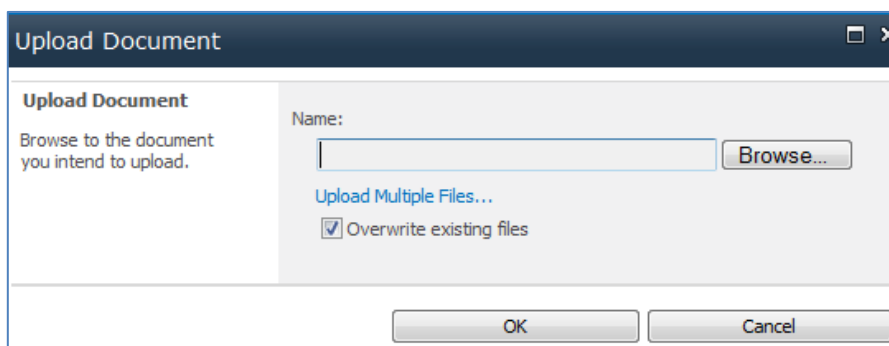 Upload Document
Upload Document
Browse to the document
you intend to upload.
Name:
Browse...
Upload Multiple Files...
Overwrite existing files
OK
Cancel